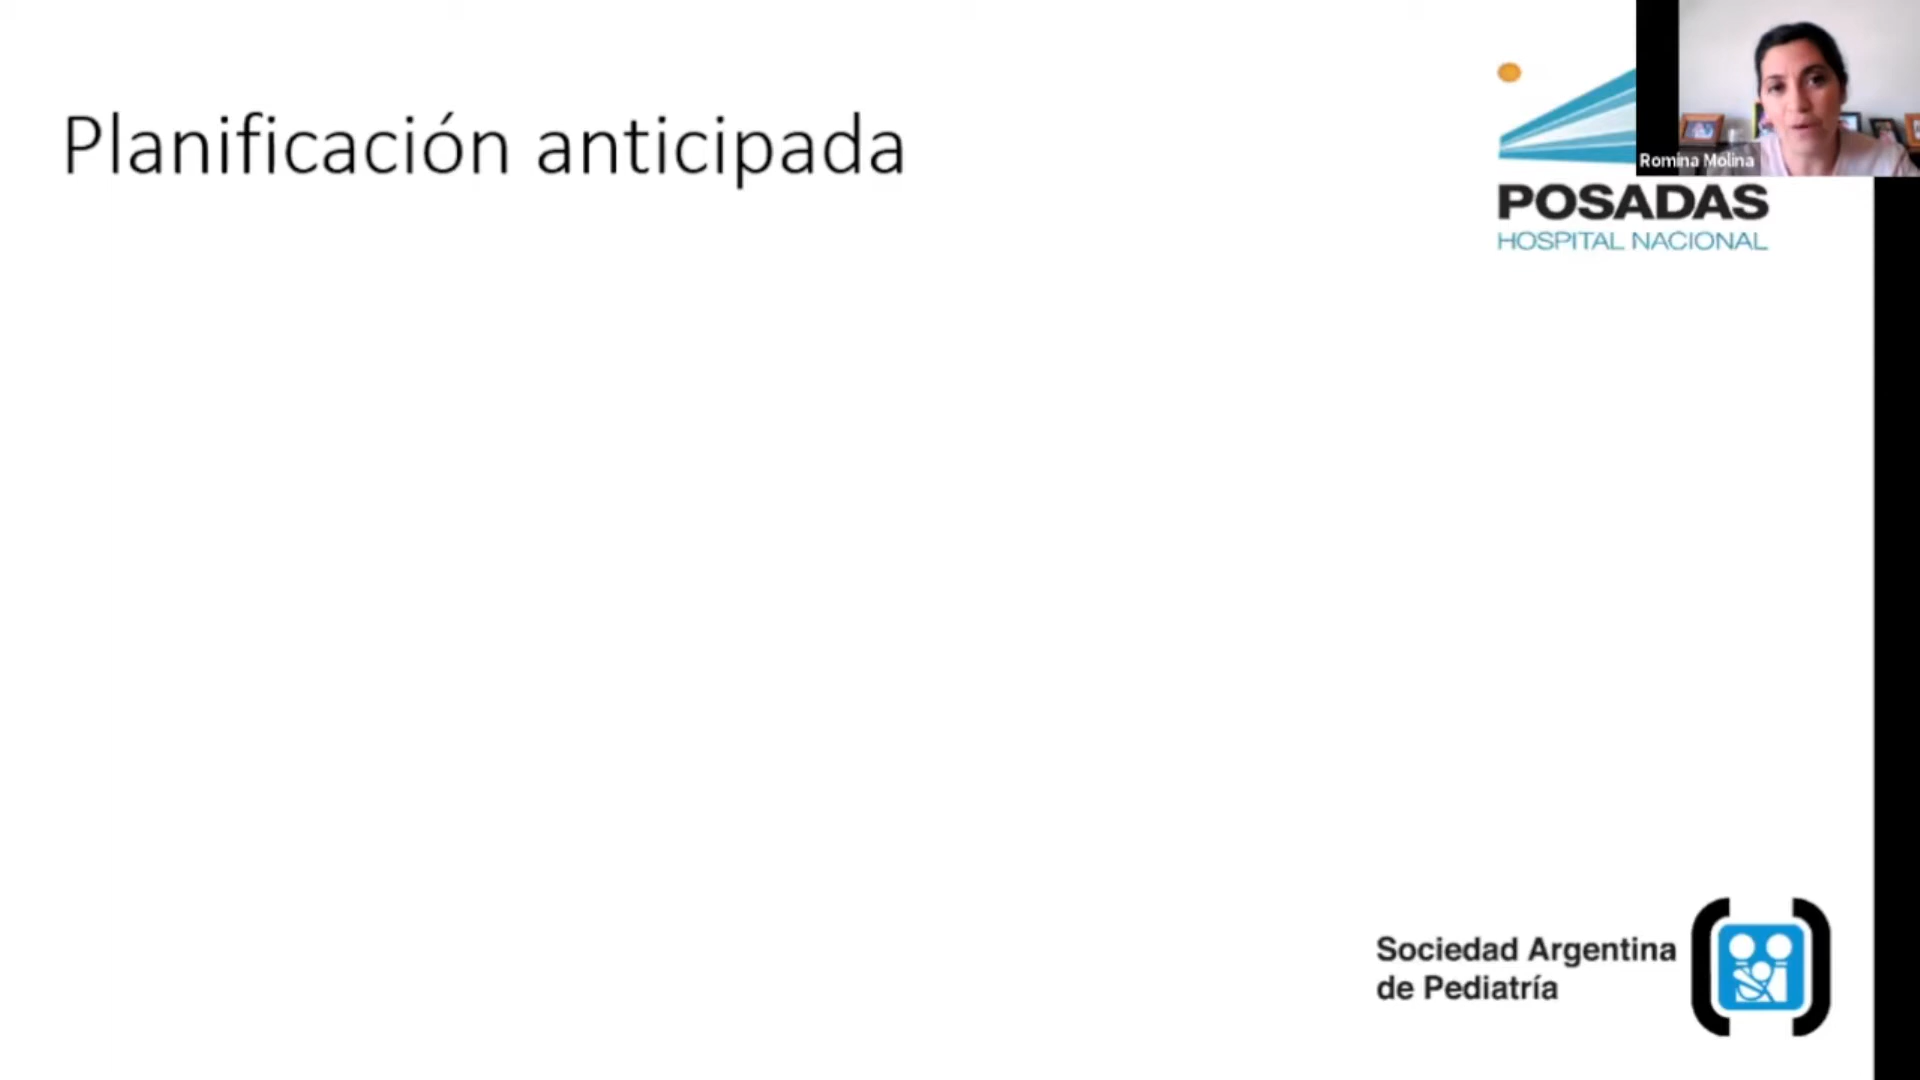 Planificación anticipada
Romina Molina
POSADAS
HOSPITAL NACIONAL
Sociedad Argentina
de Pediatría